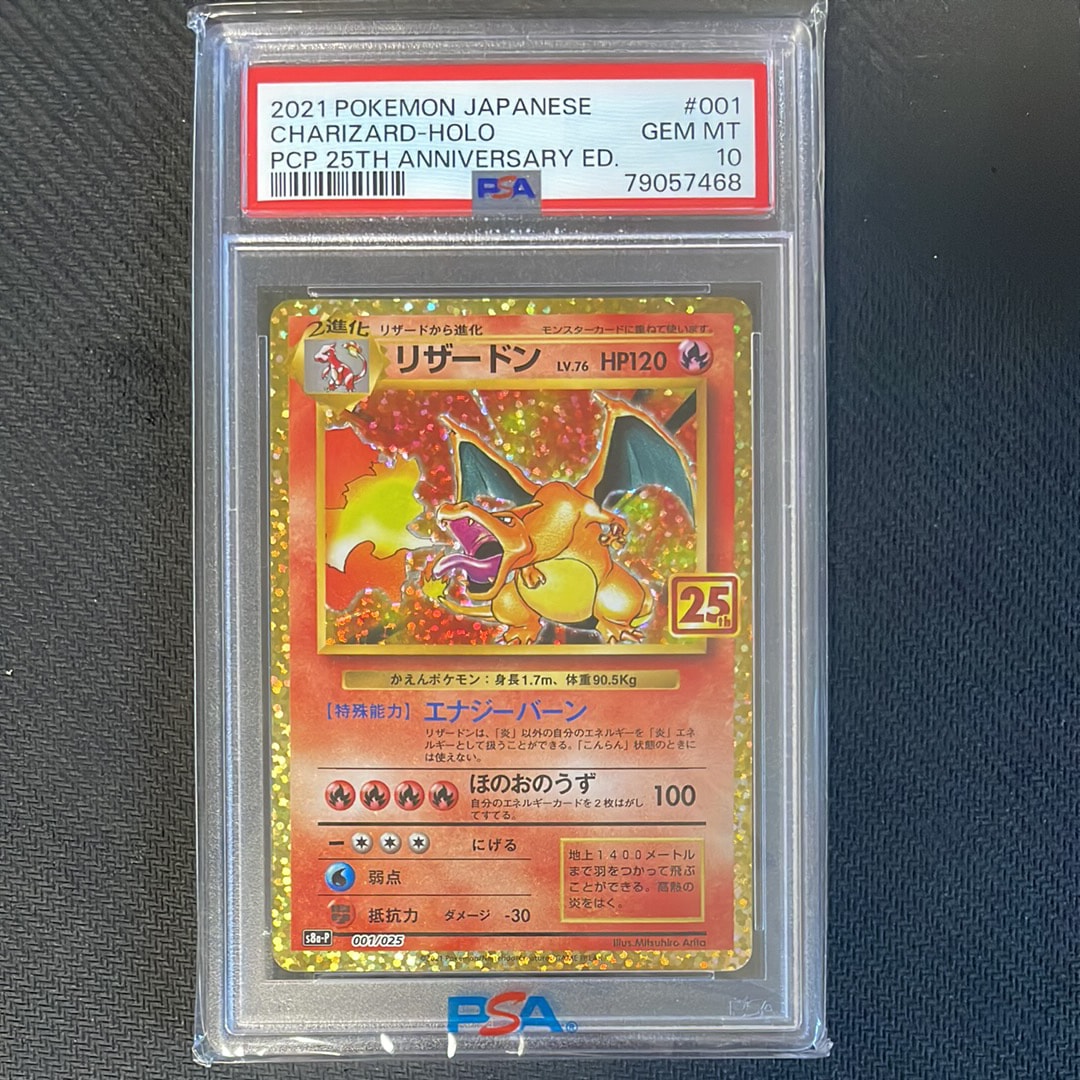 2021 POKEMON JAPANESE #001
CHARIZARD-HOLO GEM MT
PCP 25TH ANNIVERSARY ED. 10
PSA 79057468
2進化 リザードから進化 モンスターカードに重ねて使います。
リザードン LV.76 HP120
25th
かえんポケモン：身長1.7m、体重90.5Kg
【特殊能力】 エナジーバーン
リザードンは、「炎」以外の自分のエネルギーを「炎」エネ
ルギーとして扱うことができる。「こんらん」状態のときに
は使えない。
ほのおのうず 100
自分のエネルギーカードを2枚はがし
てすてる。
ー にげる
弱点
抵抗力 ダメージ -30
地上1400メートル
まで羽をつかって飛ぶ
ことができる。高熱の
炎をはく。
s8a-P 001/025 Illus.Mitsuhiro Arita
©2021 Pokémon/Nintendo/Creatures/GAME FREAK
PSA®